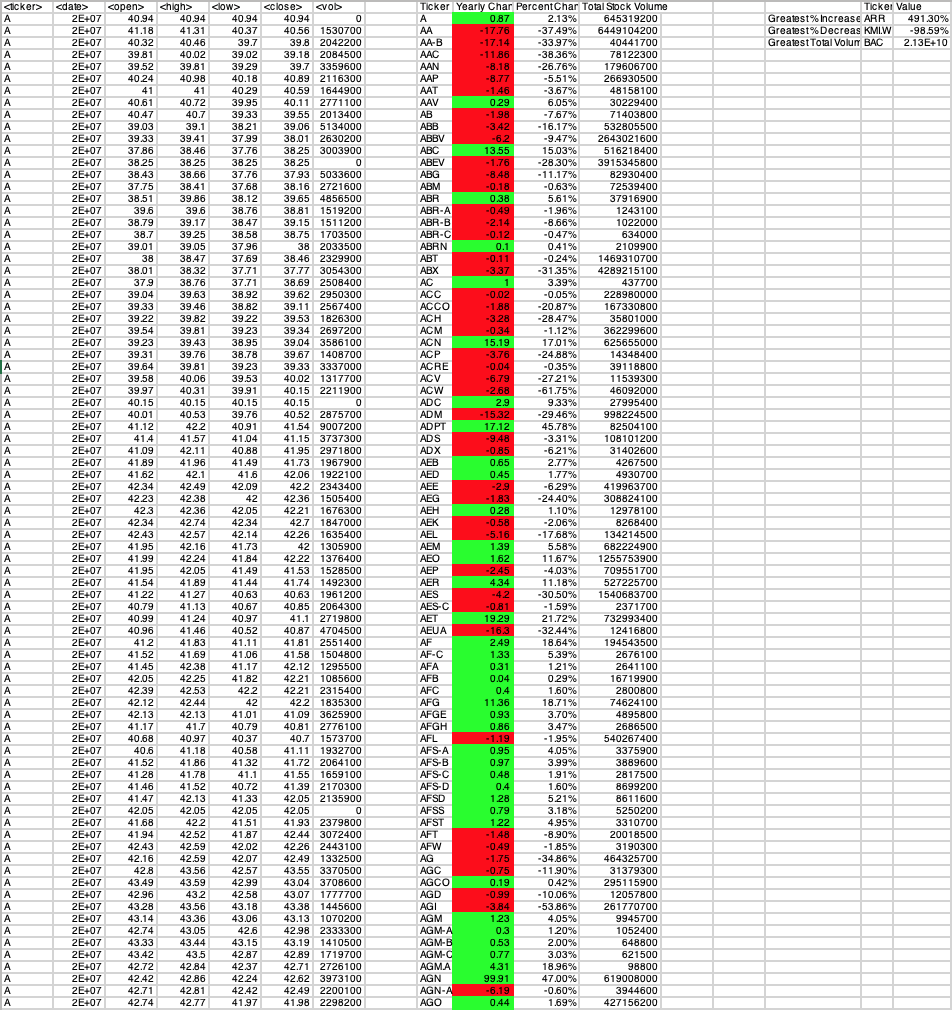 <ticker> <date> <open> <high> <low> <close> <vol> Ticker Yearly Chan Percent Chan Total Stock Volume Ticker Value
A 2E+07 40.94 40.94 40.94 40.94 0 A 0.87 2.13% 645319200 Greatest % Increase ARR 491.30%
A 2E+07 41.18 41.31 40.37 40.56 1530700 AA -17.76 -37.49% 6449104200 Greatest % Decreas KMI.W -98.59%
A 2E+07 40.32 40.46 39.7 39.8 2042200 AA-B -17.14 -33.97% 40441700 Greatest Total Volum BAC 2.13E+10
A 2E+07 39.81 40.02 39.02 39.18 2084500 AAC -11.86 -38.36% 78122300
A 2E+07 39.52 39.81 39.29 39.7 3359600 AAN -8.18 -26.76% 179606700
A 2E+07 40.24 40.98 40.18 40.89 2116300 AAP -8.77 -5.51% 266930500
A 2E+07 41 41 40.29 40.59 1644900 AAT -1.46 -3.67% 48158100
A 2E+07 40.61 40.72 39.95 40.11 2771100 AAV 0.29 6.05% 30229400
A 2E+07 40.47 40.7 39.33 39.55 2013400 AB -1.98 -7.67% 71403800
A 2E+07 39.03 39.1 38.21 39.06 5134000 ABB -3.42 -16.17% 532805500
A 2E+07 39.33 39.41 37.99 38.01 2630200 ABBV -6.2 -9.47% 2643021600
A 2E+07 37.86 38.46 37.76 38.25 3003900 ABC 13.55 15.03% 516218400
A 2E+07 38.25 38.25 38.25 38.25 0 ABEV -1.76 -28.30% 3915345800
A 2E+07 38.43 38.66 37.76 37.93 5033600 ABG -8.48 -11.17% 82930400
A 2E+07 37.75 38.41 37.68 38.16 2721600 ABM -0.18 -0.63% 72539400
A 2E+07 38.51 39.86 38.12 39.65 4856500 ABR 0.38 5.61% 37916900
A 2E+07 39.6 39.6 38.76 38.81 1519200 ABR-A -0.49 -1.96% 1243100
A 2E+07 38.79 39.17 38.47 39.15 1511200 ABR-B -2.14 -8.66% 1022000
A 2E+07 38.7 39.25 38.58 38.75 1703500 ABR-C -0.12 -0.47% 634000
A 2E+07 39.01 39.05 37.96 38 2033500 ABRN 0.1 0.41% 2109900
A 2E+07 38 38.47 37.69 38.46 2329900 ABT -0.11 -0.24% 1469310700
A 2E+07 38.01 38.32 37.71 37.77 3054300 ABX -3.37 -31.35% 4289215100
A 2E+07 37.9 38.76 37.71 38.69 2508400 AC 1 3.39% 437700
A 2E+07 39.04 39.63 38.92 39.62 2950300 ACC -0.02 -0.05% 228980000
A 2E+07 39.33 39.46 38.82 39.11 2567400 ACCO -1.88 -20.87% 167330800
A 2E+07 39.22 39.82 39.22 39.53 1826300 ACH -3.28 -28.47% 35801000
A 2E+07 39.54 39.81 39.23 39.34 2697200 ACM -0.34 -1.12% 362299600
A 2E+07 39.23 39.43 38.95 39.04 3586100 ACN 15.19 17.01% 625655000
A 2E+07 39.31 39.76 38.78 39.67 1408700 ACP -3.76 -24.88% 14348400
A 2E+07 39.64 39.81 39.23 39.33 3337000 ACRE -0.04 -0.35% 39118800
A 2E+07 39.58 40.06 39.53 40.02 1317700 ACV -6.79 -27.21% 11539300
A 2E+07 39.97 40.31 39.91 40.15 2211900 ACW -2.68 -61.75% 46092000
A 2E+07 40.15 40.15 40.15 40.15 0 ADC 2.9 9.33% 27995400
A 2E+07 40.01 40.53 39.76 40.52 2875700 ADM -15.32 -29.46% 998224500
A 2E+07 41.12 42.2 40.91 41.54 9007200 ADPT 17.12 45.78% 82504100
A 2E+07 41.4 41.57 41.04 41.15 3737300 ADS -9.48 -3.31% 108101200
A 2E+07 41.09 42.11 40.88 41.95 2971800 ADX -0.85 -6.21% 31402600
A 2E+07 41.89 41.96 41.49 41.73 1967900 AEB 0.65 2.77% 4267500
A 2E+07 41.62 42.1 41.6 42.06 1922100 AED 0.45 1.77% 4930700
A 2E+07 42.34 42.49 42.09 42.2 2343400 AEE -2.9 -6.29% 419963700
A 2E+07 42.23 42.38 42 42.36 1505400 AEG -1.83 -24.40% 308824100
A 2E+07 42.3 42.36 42.05 42.21 1676300 AEH 0.28 1.10% 12978100
A 2E+07 42.34 42.74 42.34 42.7 1847000 AEK -0.58 -2.06% 8268400
A 2E+07 42.43 42.57 42.14 42.26 1635400 AEL -5.16 -17.68% 134214500
A 2E+07 41.95 42.16 41.73 42 1305900 AEM 1.39 5.58% 682224900
A 2E+07 41.99 42.24 41.84 42.22 1376400 AEO 1.62 11.67% 1255753900
A 2E+07 41.95 42.05 41.49 41.53 1528500 AEP -2.45 -4.03% 709551700
A 2E+07 41.54 41.89 41.44 41.74 1492300 AER 4.34 11.18% 527225700
A 2E+07 41.22 41.27 40.63 40.63 1961200 AES -4.2 -30.50% 1540683700
A 2E+07 40.79 41.13 40.67 40.85 2064300 AES-C -0.81 -1.59% 2371700
A 2E+07 40.99 41.24 40.97 41.1 2719800 AET 19.29 21.72% 732993400
A 2E+07 40.96 41.46 40.52 40.87 4704500 AEUA -16.3 -32.44% 12416800
A 2E+07 41.2 41.83 41.11 41.81 2551400 AF 2.49 18.64% 194543500
A 2E+07 41.52 41.69 41.06 41.58 1504800 AF-C 1.33 5.39% 2676100
A 2E+07 41.45 42.38 41.17 42.12 1295500 AFA 0.31 1.21% 2641100
A 2E+07 42.05 42.25 41.82 42.21 1085600 AFB 0.04 0.29% 16719900
A 2E+07 42.39 42.53 42.2 42.21 2315400 AFC 0.4 1.60% 2800800
A 2E+07 42.12 42.44 42 42.2 1835300 AFG 11.36 18.71% 74624100
A 2E+07 42.13 42.13 41.01 41.09 3625900 AFGE 0.93 3.70% 4895800
A 2E+07 41.17 41.7 40.79 40.81 2776100 AFGH 0.86 3.47% 2686500
A 2E+07 40.68 40.97 40.37 40.7 1573700 AFL -1.19 -1.95% 540267400
A 2E+07 40.6 41.18 40.58 41.11 1932700 AFS-A 0.95 4.05% 3375900
A 2E+07 41.52 41.86 41.32 41.72 2064100 AFS-B 0.97 3.99% 3889600
A 2E+07 41.28 41.78 41.1 41.55 1659100 AFS-C 0.48 1.91% 2817500
A 2E+07 41.46 41.52 40.72 41.39 2170300 AFS-D 0.4 1.60% 8699200
A 2E+07 41.47 42.13 41.33 42.05 2135900 AFSD 1.28 5.21% 8611600
A 2E+07 42.05 42.05 42.05 42.05 0 AFSS 0.79 3.18% 5250200
A 2E+07 41.68 42.2 41.51 41.93 2379800 AFST 1.22 4.95% 3310700
A 2E+07 41.94 42.52 41.87 42.44 3072400 AFT -1.48 -8.90% 20018500
A 2E+07 42.43 42.59 42.02 42.26 2443100 AFW -0.49 -1.85% 3190300
A 2E+07 42.16 42.59 42.07 42.49 1332500 AG -1.75 -34.86% 464325700
A 2E+07 42.8 43.56 42.57 43.55 3370500 AGC -0.75 -11.90% 31379300
A 2E+07 43.49 43.59 42.99 43.04 3708600 AGCO 0.19 0.42% 295115900
A 2E+07 42.96 43.2 42.58 43.07 1777700 AGD -0.99 -10.06% 12057800
A 2E+07 43.28 43.56 43.18 43.38 1445600 AGI -3.84 -53.86% 261770700
A 2E+07 43.14 43.36 43.06 43.13 1070200 AGM 1.23 4.05% 9945700
A 2E+07 42.74 43.05 42.6 42.98 2333300 AGM-A 0.3 1.20% 1052400
A 2E+07 43.33 43.44 43.15 43.19 1410500 AGM-B 0.53 2.00% 648800
A 2E+07 43.42 43.5 42.87 42.89 1719700 AGM-C 0.77 3.03% 621500
A 2E+07 42.72 42.84 42.37 42.71 2726100 AGM.A 4.31 18.96% 98800
A 2E+07 42.42 42.86 42.24 42.62 3973100 AGN 99.91 47.00% 619008000
A 2E+07 42.71 42.81 42.42 42.49 2200100 AGN-A -6.19 -0.60% 3944600
A 2E+07 42.74 42.77 41.97 41.98 2298200 AGO 0.44 1.69% 427156200